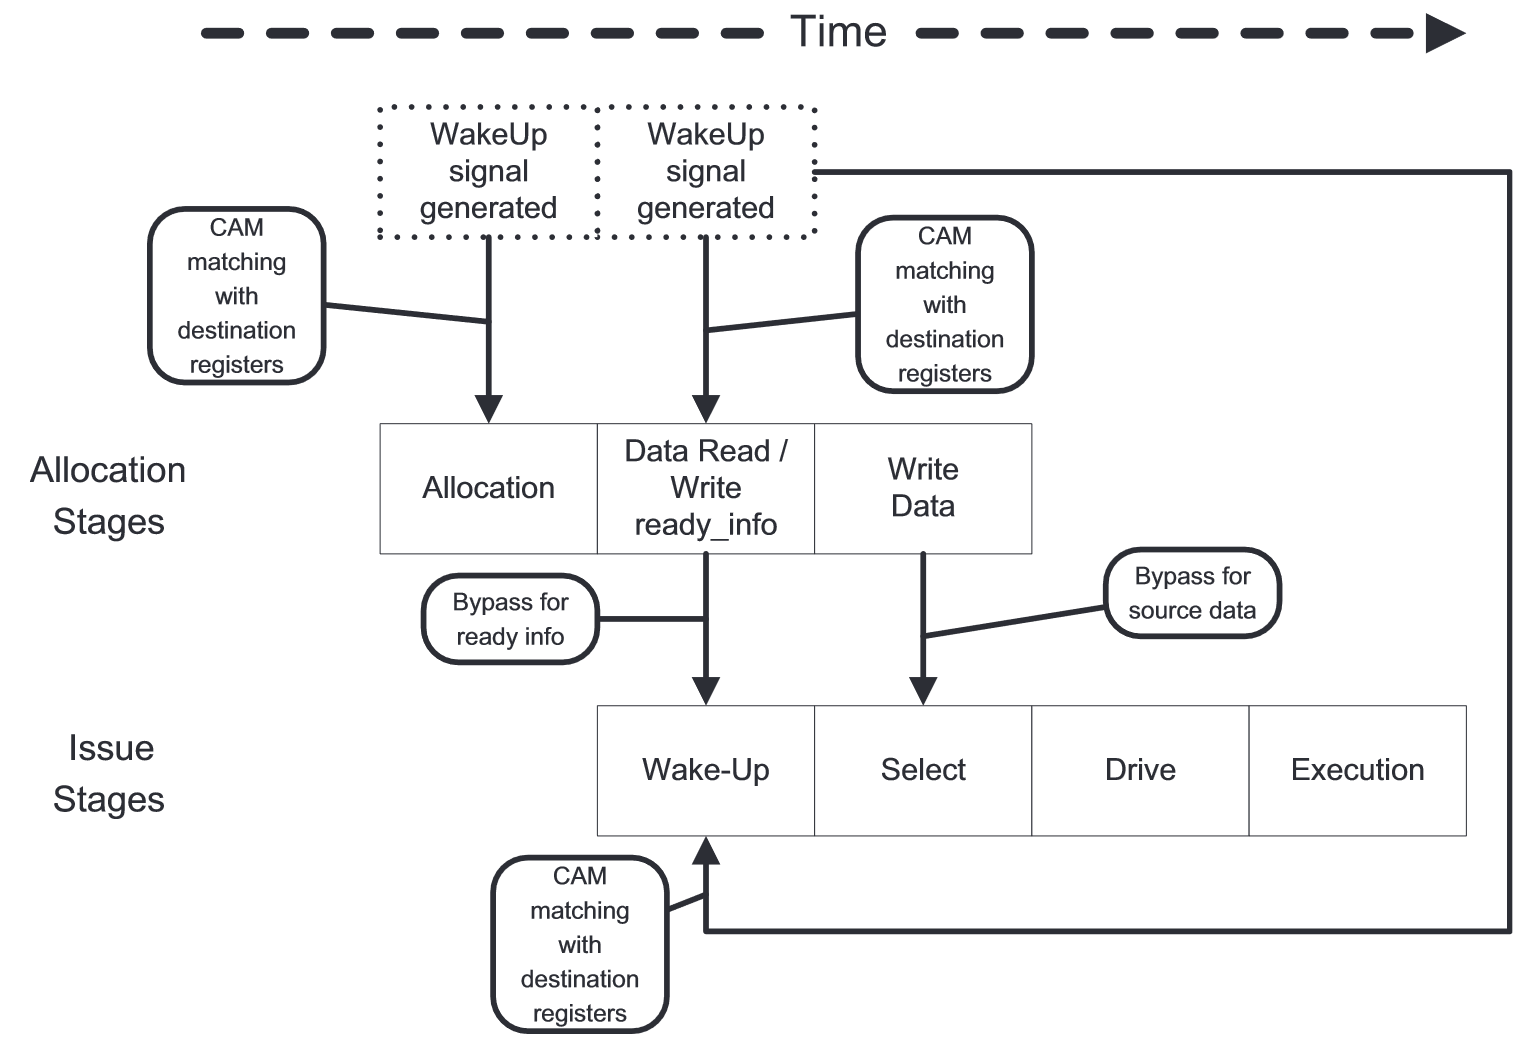 Time
WakeUp
signal
generated
WakeUp
signal
generated
CAM
matching
with
destination
registers
CAM
matching
with
destination
registers
Allocation
Stages
Allocation
Data Read /
Write
ready_info
Write
Data
Bypass for
ready info
Bypass for
source data
Issue
Stages
Wake-Up
Select
Drive
Execution
CAM
matching
with
destination
registers